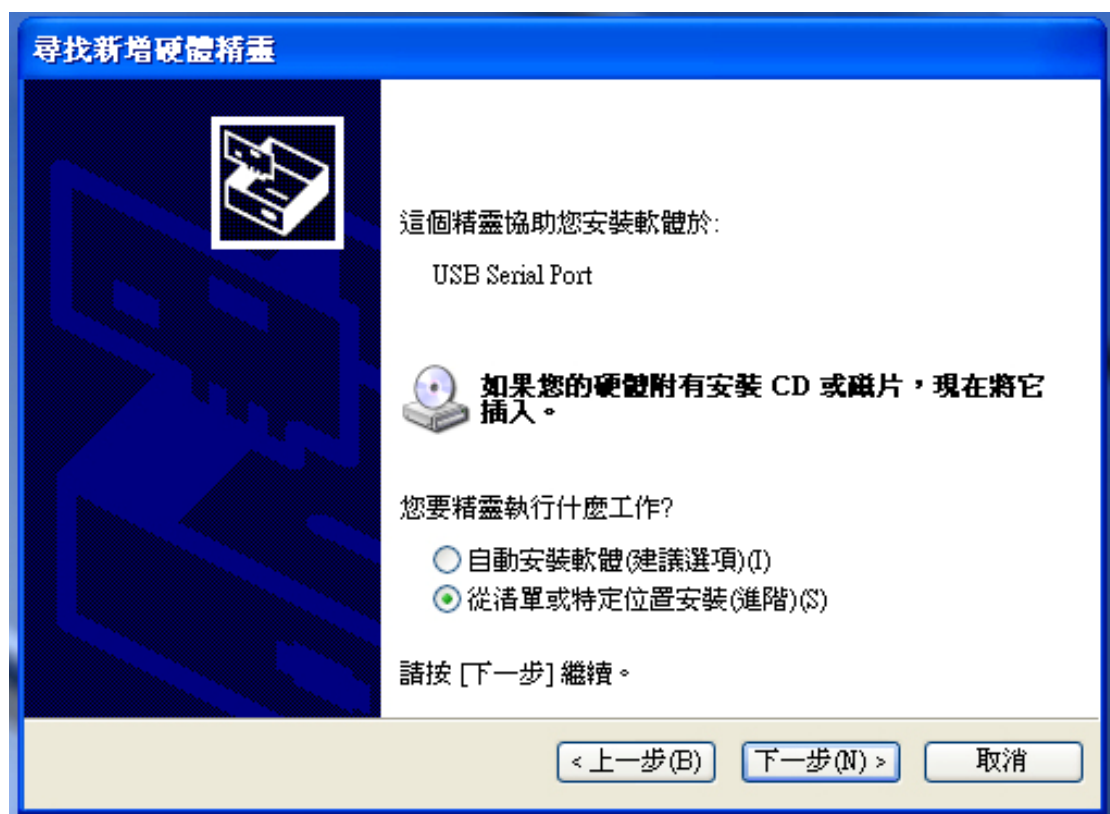 尋找新增硬體精靈
這個精靈協助您安裝軟體於:
USB Serial Port
如果您的硬體附有安裝 CD 或磁片，現在將它
插入。
您要精靈執行什麼工作?
自動安裝軟體(建議選項)(I)
從清單或特定位置安裝(進階)(S)
請按 [下一步] 繼續。
<上一步(B) 下一步(N)> 取消